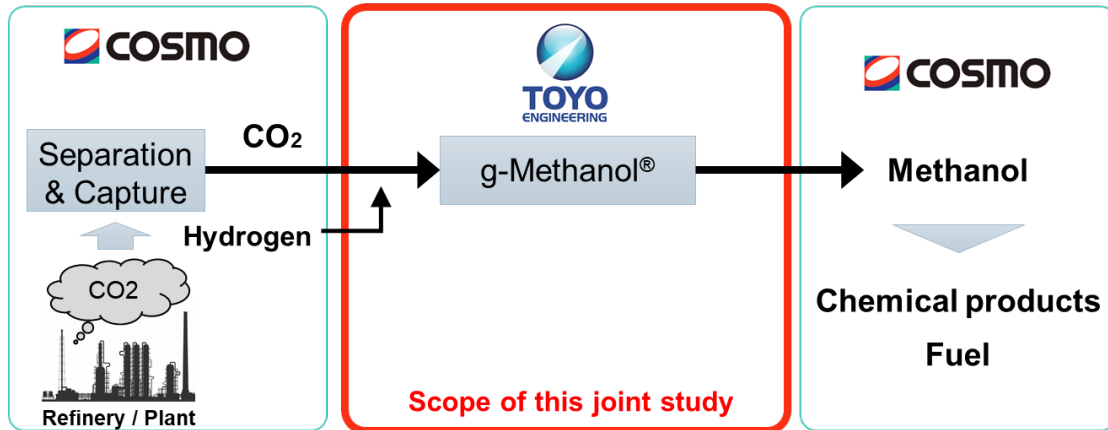 COSMO
Separation
& Capture
CO2
Hydrogen
CO2
Refinery / Plant
TOYO
ENGINEERING
g-Methanol®
Scope of this joint study
COSMO
Methanol
Chemical products
Fuel